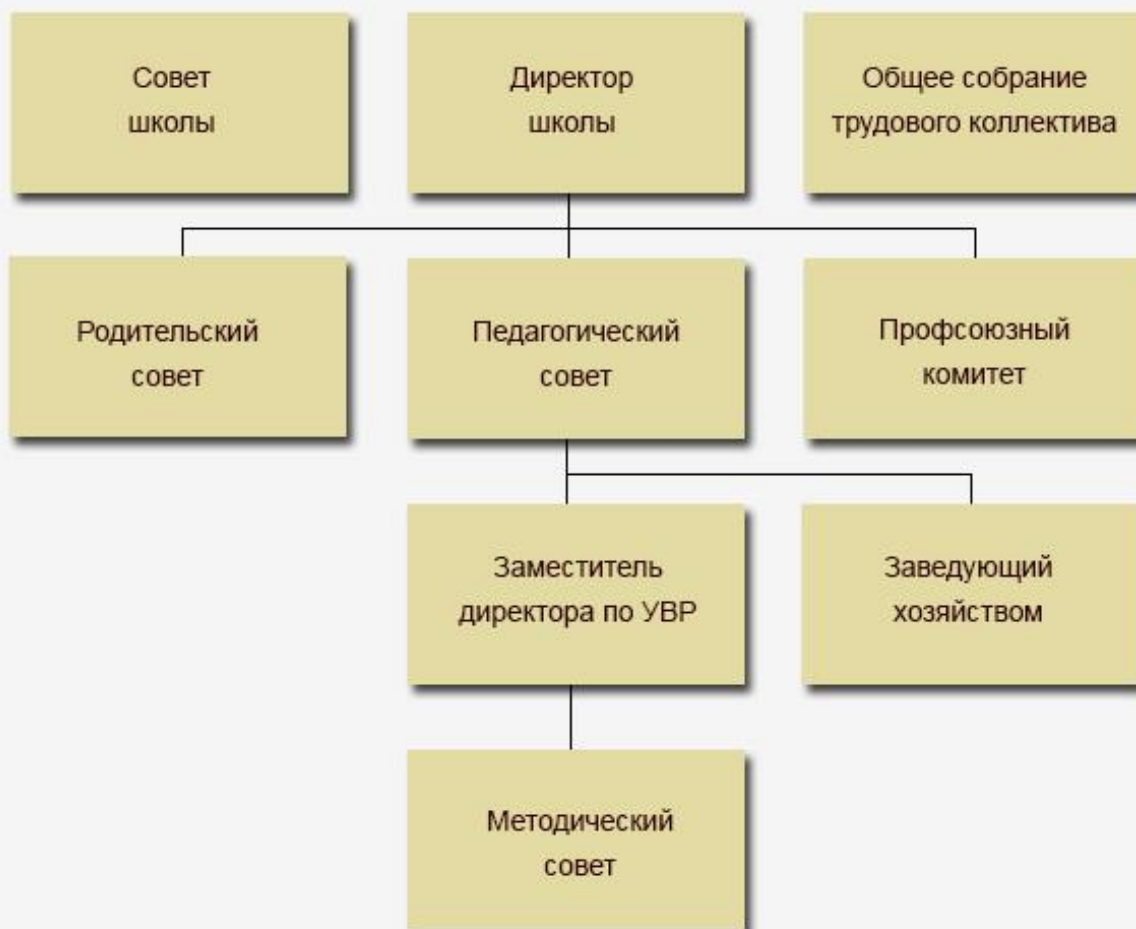 Совет
школы
Директор
школы
Общее собрание
трудового коллектива
Родительский
совет
Педагогический
совет
Профсоюзный
комитет
Заместитель
директора по УВР
Заведующий
хозяйством
Методический
совет